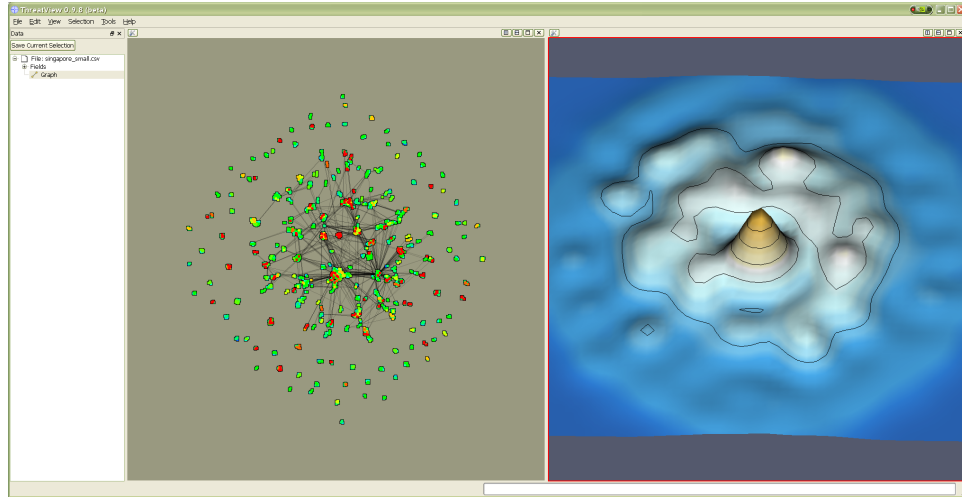 ThreatView 0.9.8 (beta)
File Edit View Selection Tools Help
Data
Save Current Selection
File: singapore_small.csv
Fields
Graph